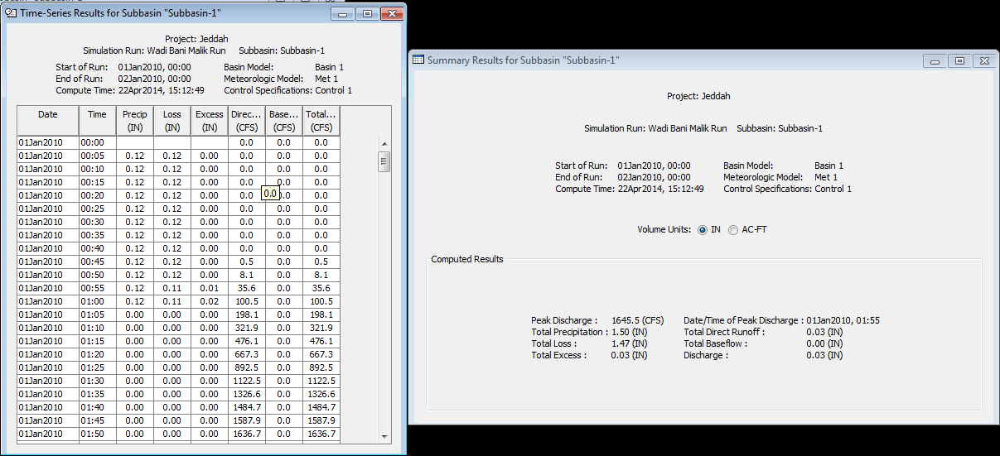 Time-Series Results for Subbasin "Subbasin-1"
Project: Jeddah
Simulation Run: Wadi Bani Malik Run Subbasin: Subbasin-1
Start of Run: 01Jan2010, 00:00 Basin Model: Basin 1
End of Run: 02Jan2010, 00:00 Meteorologic Model: Met 1
Compute Time: 22Apr2014, 15:12:49 Control Specifications: Control 1
Date Time Precip Loss Excess Direc... Base... Total...
(IN) (IN) (IN) (CFS) (CFS) (CFS)
01Jan2010 00:00 0.0 0.0 0.0
01Jan2010 00:05 0.12 0.12 0.00 0.0 0.0 0.0
01Jan2010 00:10 0.12 0.12 0.00 0.0 0.0 0.0
01Jan2010 00:15 0.12 0.12 0.00 0.0 0.0 0.0
01Jan2010 00:20 0.12 0.12 0.00 0.0 0.0 0.0 0.0
01Jan2010 00:25 0.12 0.12 0.00 0.0 0.0 0.0
01Jan2010 00:30 0.12 0.12 0.00 0.0 0.0 0.0
01Jan2010 00:35 0.12 0.12 0.00 0.0 0.0 0.0
01Jan2010 00:40 0.12 0.12 0.00 0.0 0.0 0.0
01Jan2010 00:45 0.12 0.12 0.00 0.5 0.0 0.5
01Jan2010 00:50 0.12 0.12 0.00 8.1 0.0 8.1
01Jan2010 00:55 0.12 0.11 0.01 35.6 0.0 35.6
01Jan2010 01:00 0.12 0.11 0.02 100.5 0.0 100.5
01Jan2010 01:05 0.00 0.00 0.00 198.1 0.0 198.1
01Jan2010 01:10 0.00 0.00 0.00 321.9 0.0 321.9
01Jan2010 01:15 0.00 0.00 0.00 476.1 0.0 476.1
01Jan2010 01:20 0.00 0.00 0.00 667.3 0.0 667.3
01Jan2010 01:25 0.00 0.00 0.00 892.5 0.0 892.5
01Jan2010 01:30 0.00 0.00 0.00 1122.5 0.0 1122.5
01Jan2010 01:35 0.00 0.00 0.00 1326.6 0.0 1326.6
01Jan2010 01:40 0.00 0.00 0.00 1484.7 0.0 1484.7
01Jan2010 01:45 0.00 0.00 0.00 1587.9 0.0 1587.9
01Jan2010 01:50 0.00 0.00 0.00 1636.7 0.0 1636.7
Summary Results for Subbasin "Subbasin-1"
Project: Jeddah
Simulation Run: Wadi Bani Malik Run Subbasin: Subbasin-1
Start of Run: 01Jan2010, 00:00 Basin Model: Basin 1
End of Run: 02Jan2010, 00:00 Meteorologic Model: Met 1
Compute Time: 22Apr2014, 15:12:49 Control Specifications: Control 1
Volume Units: IN AC-FT
Computed Results
Peak Discharge : 1645.5 (CFS) Date/Time of Peak Discharge : 01Jan2010, 01:55
Total Precipitation : 1.50 (IN) Total Direct Runoff : 0.03 (IN)
Total Loss : 1.47 (IN) Total Baseflow : 0.00 (IN)
Total Excess : 0.03 (IN) Discharge : 0.03 (IN)